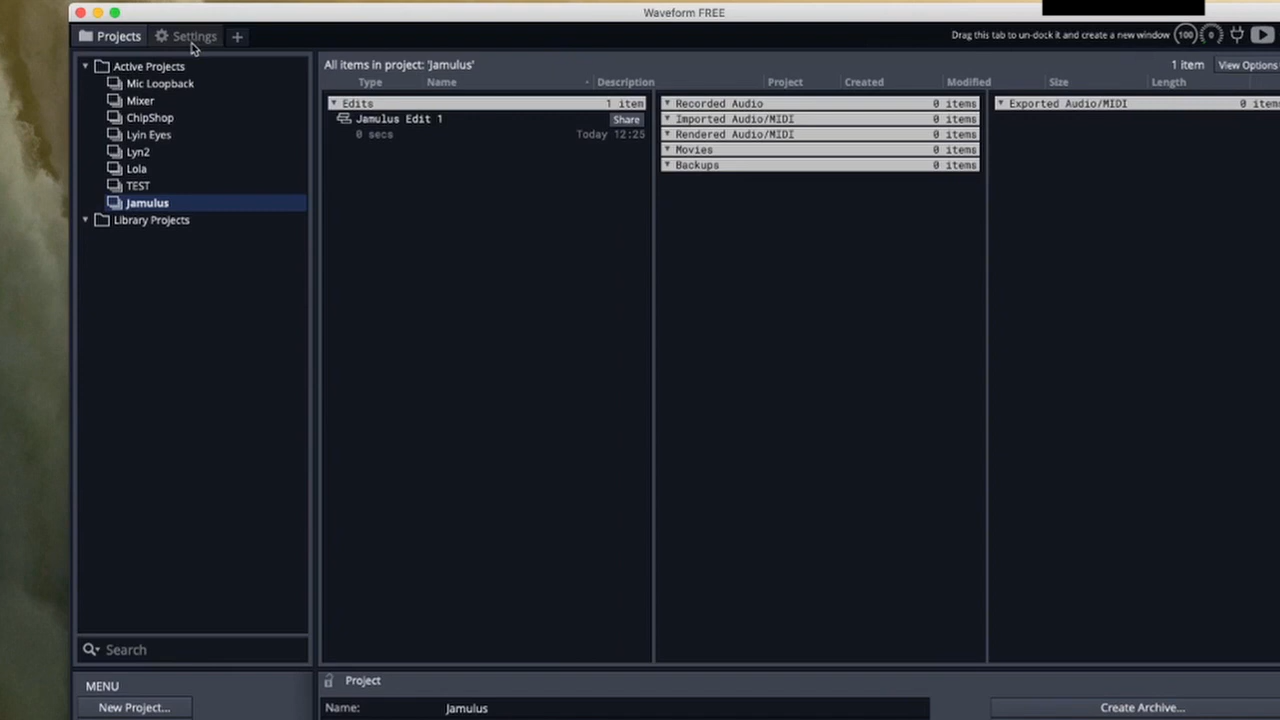 Waveform FREE
Projects Settings +
Drag this tab to un-dock it and create a new window 100 0
Active Projects
Mic Loopback
Mixer
ChipShop
Lyin Eyes
Lyn2
Lola
TEST
Jamulus
Library Projects
Search
MENU
New Project...
All items in project: 'Jamulus' 1 item View Options
Type Name Description Project Created Modified Size Length
Edits 1 item
Jamulus Edit 1 Share
0 secs Today 12:25
Recorded Audio 0 items
Imported Audio/MIDI 0 items
Rendered Audio/MIDI 0 items
Movies 0 items
Backups 0 items
Exported Audio/MIDI 0 items
Project
Name: Jamulus Create Archive...